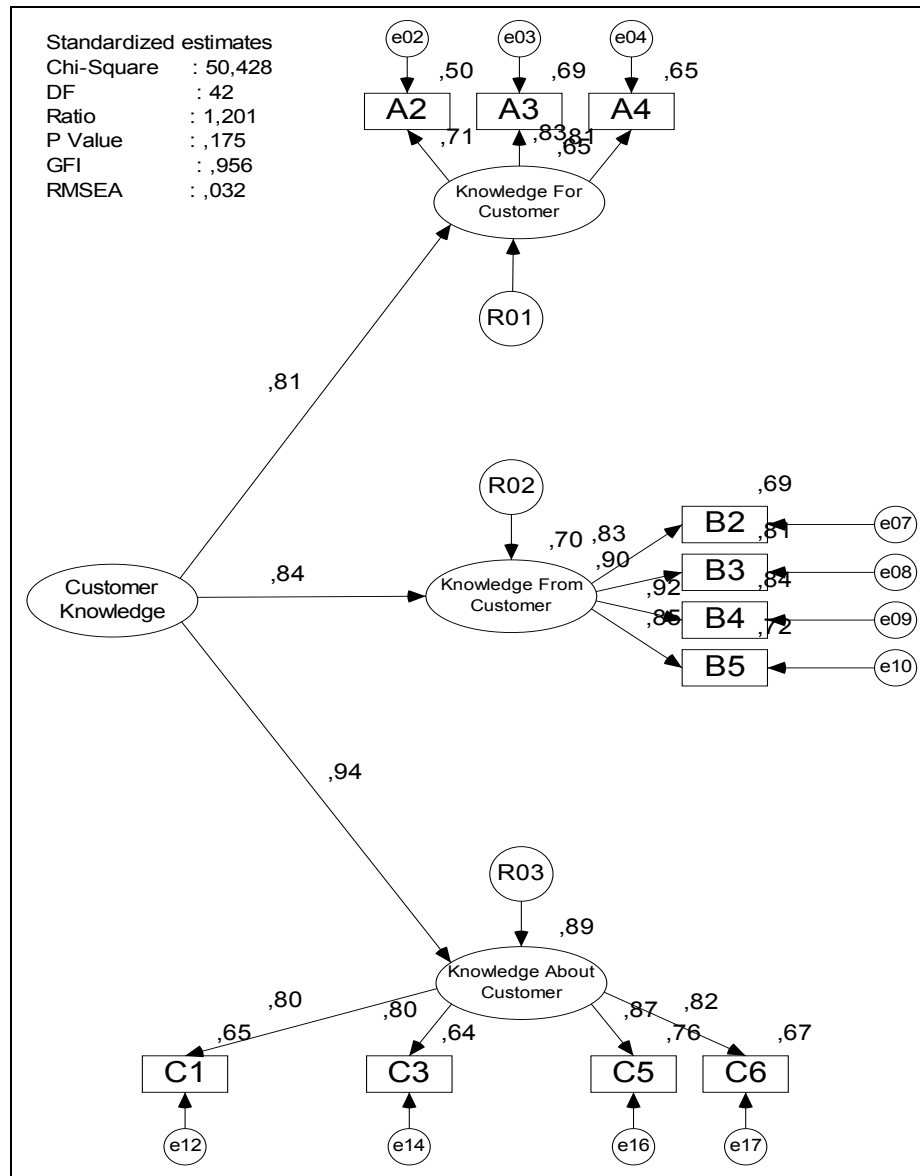 Standardized estimates
Chi-Square : 50,428
DF : 42
Ratio : 1,201
P Value : ,175
GFI : ,956
RMSEA : ,032
e02 e03 e04
,50 ,69 ,65
A2 A3 A4
,71 ,83 ,81
,65
Knowledge For
Customer
R01
,81
R02
,69
B2 e07
,70 ,83 ,81
,90 B3 e08
Customer
Knowledge
,84
Knowledge From
Customer
,92 ,84
B4 e09
,85 ,72
B5 e10
,94
R03
,89
Knowledge About
Customer
,80 ,80 ,87 ,82
,65 ,64 ,76 ,67
C1 C3 C5 C6
e12 e14 e16 e17